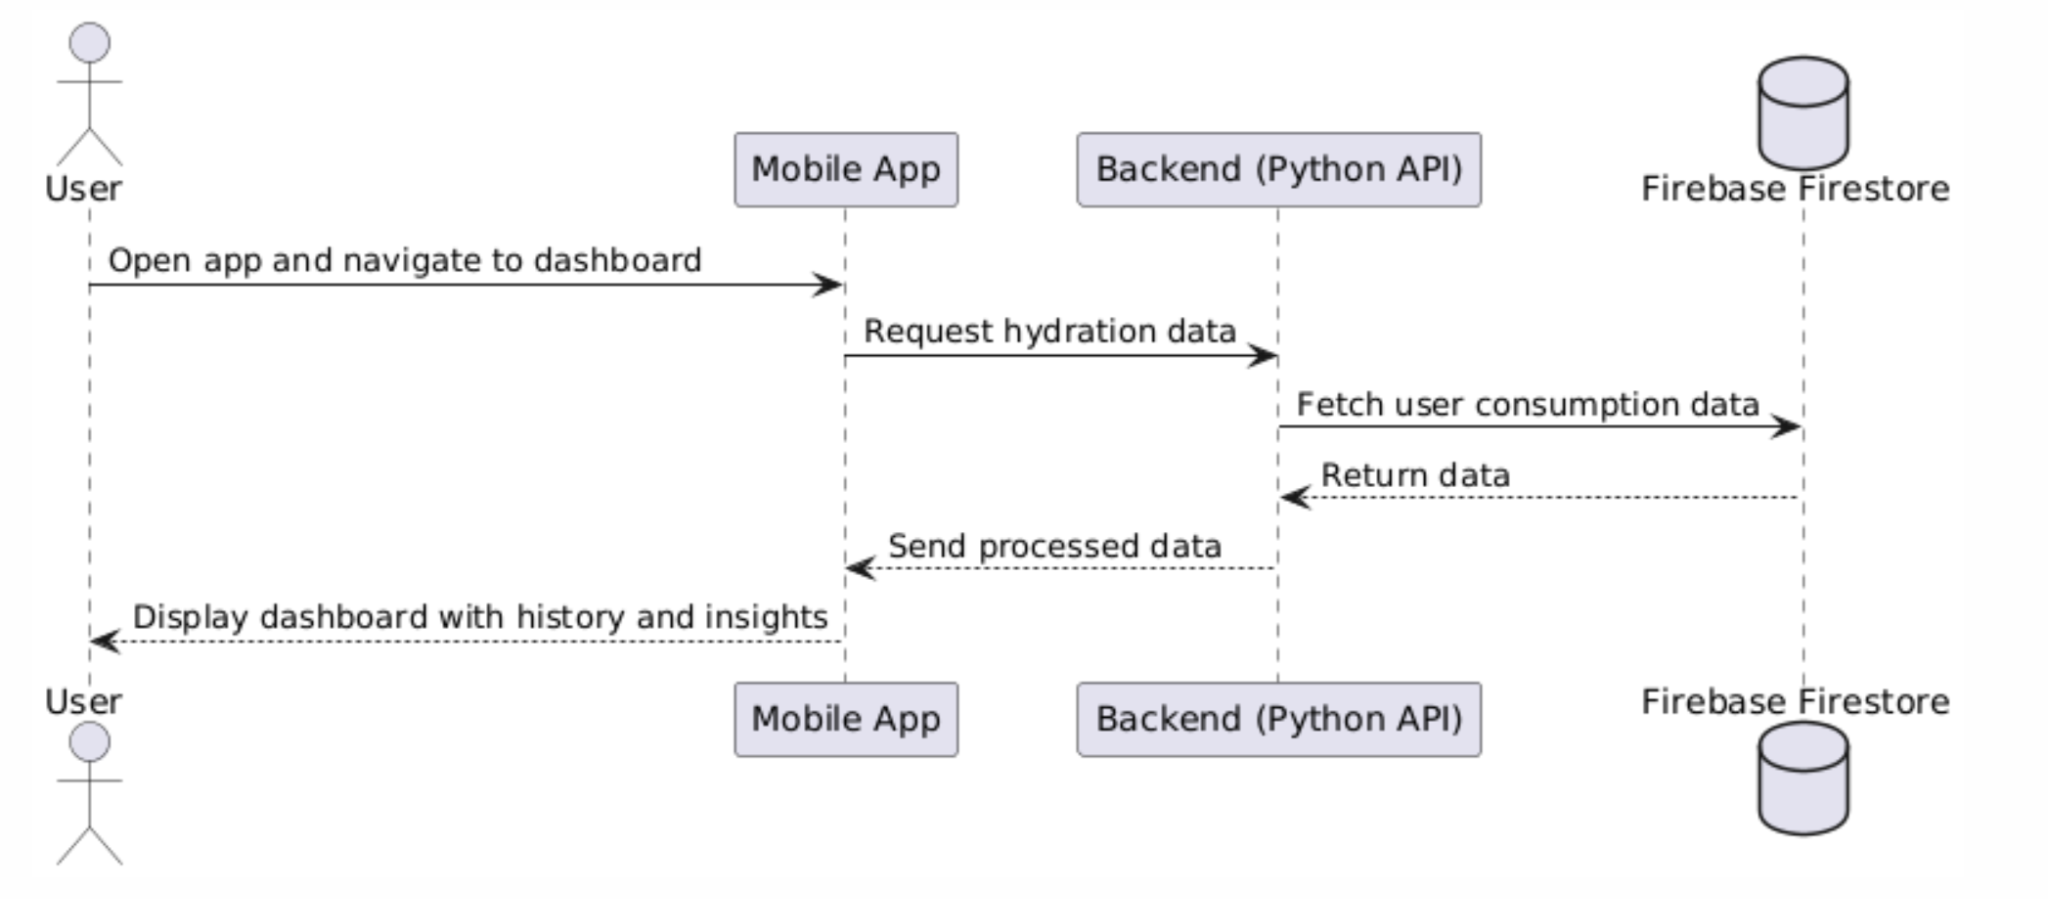 User
Mobile App
Backend (Python API)
Firebase Firestore
Open app and navigate to dashboard
Request hydration data
Fetch user consumption data
Return data
Send processed data
Display dashboard with history and insights
User
Mobile App
Backend (Python API)
Firebase Firestore